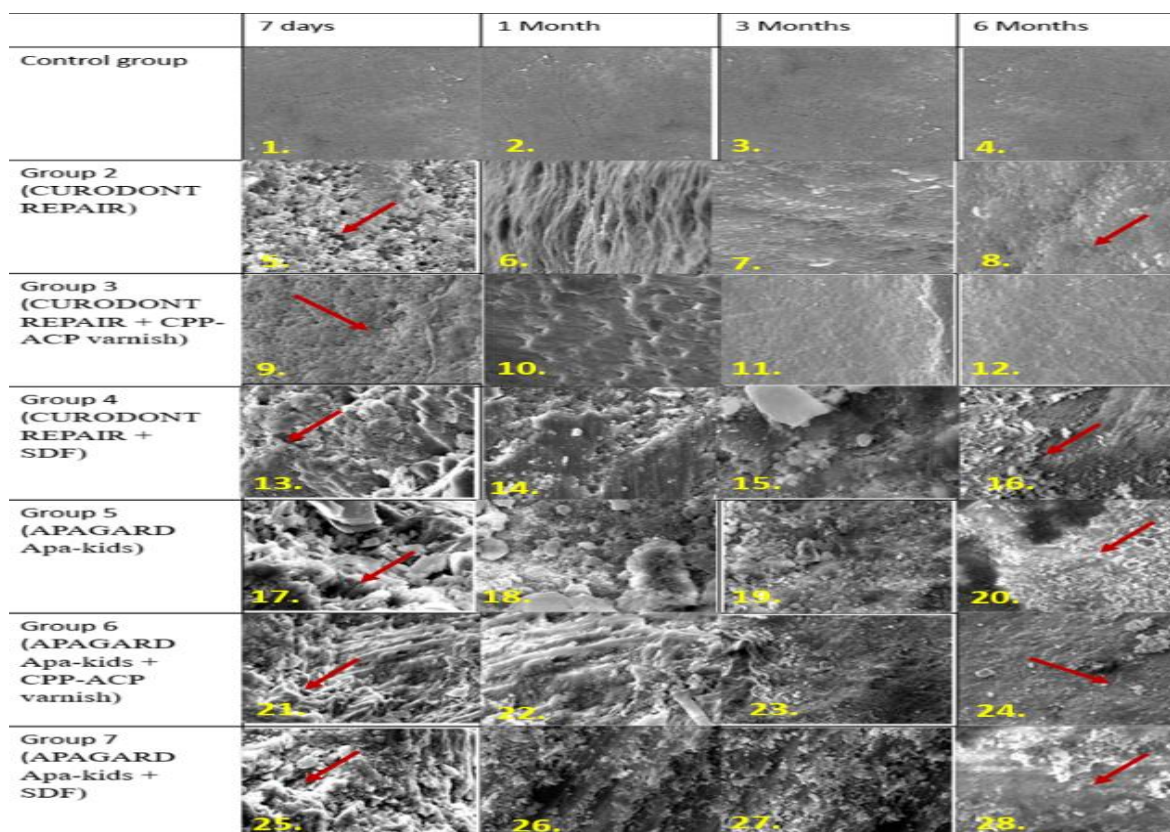 7 days
1 Month
3 Months
6 Months
Control group
1.
2.
3.
4.
Group 2
(CURODONT
REPAIR)
5.
6.
7.
8.
Group 3
(CURODONT
REPAIR + CPP-
ACP varnish)
9.
10.
11.
12.
Group 4
(CURODONT
REPAIR +
SDF)
13.
14.
15.
16.
Group 5
(APAGARD
Apa-kids)
17.
18.
19.
20.
Group 6
(APAGARD
Apa-kids +
CPP-ACP
varnish)
21.
22.
23.
24.
Group 7
(APAGARD
Apa-kids +
SDF)
25.
26.
27.
28.